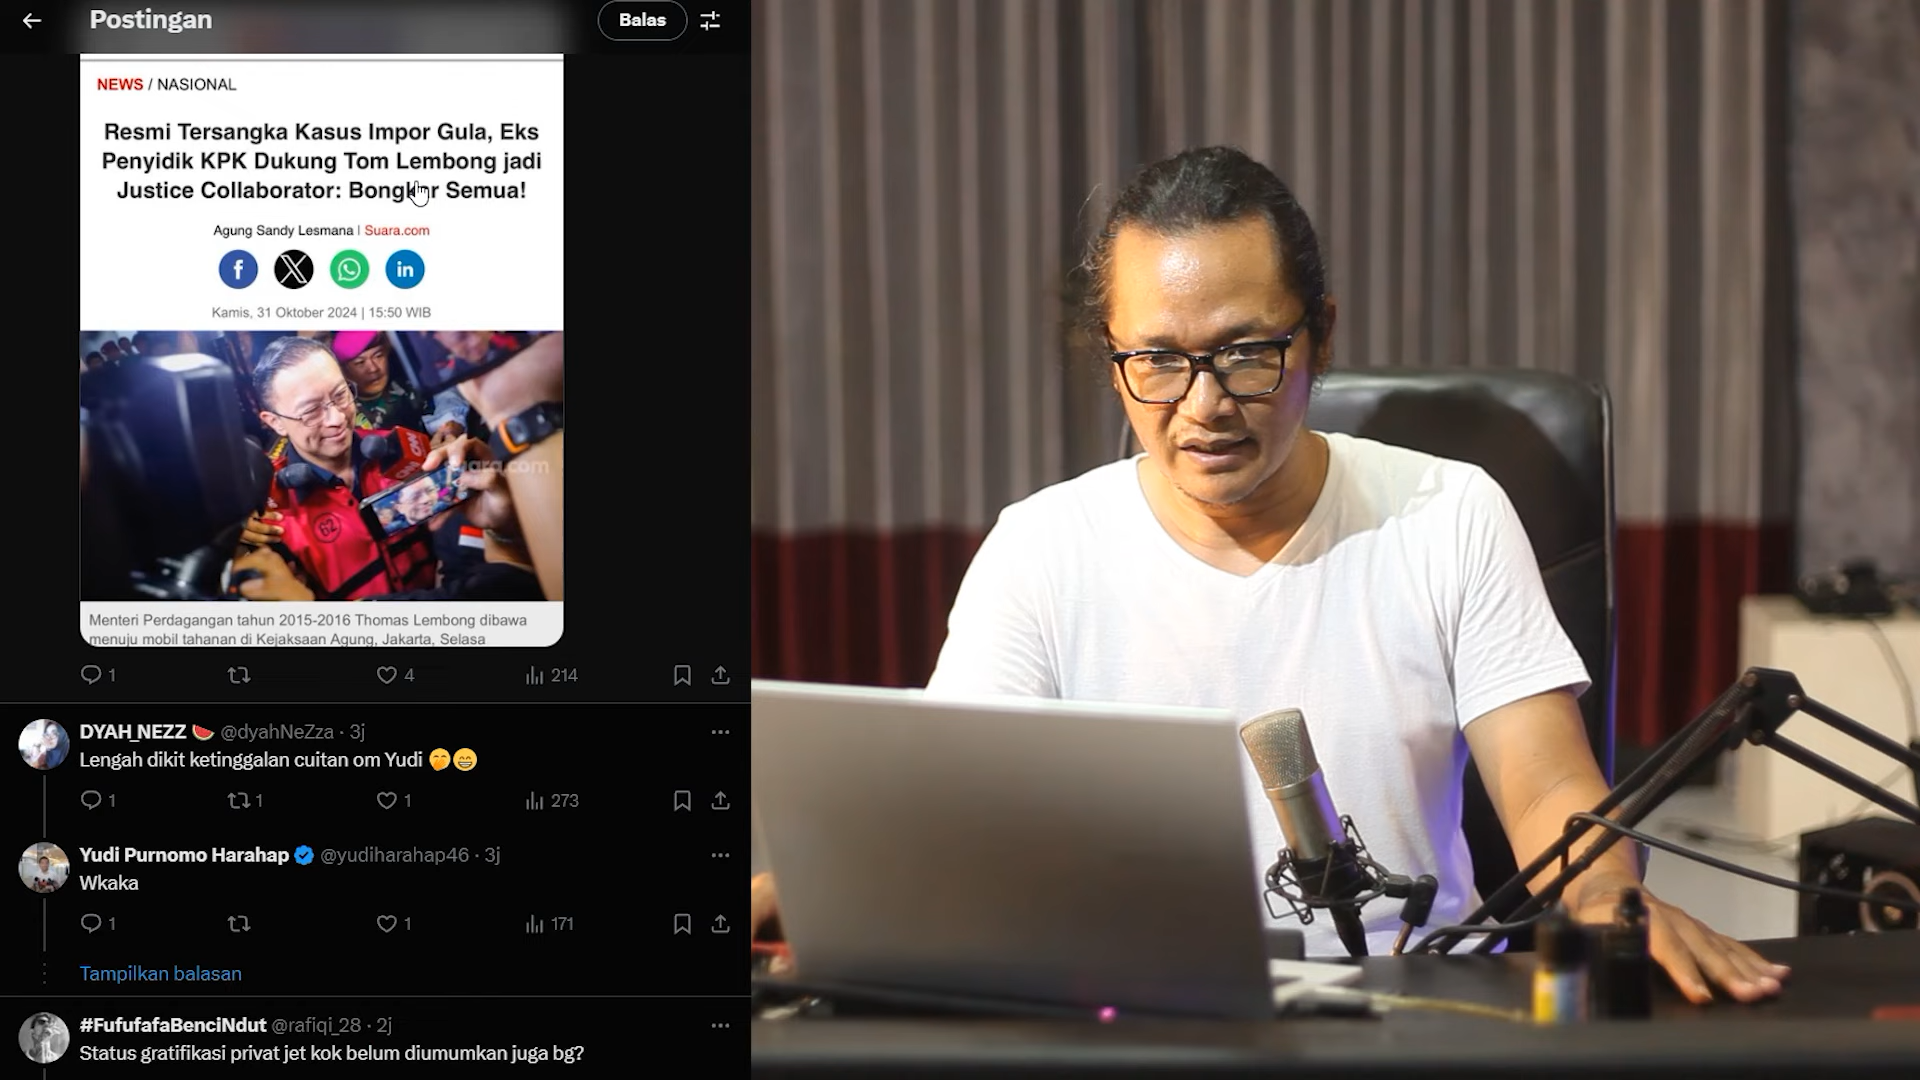 Postingan
Balas
NEWS / NASIONAL
Resmi Tersangka Kasus Impor Gula, Eks
Penyidik KPK Dukung Tom Lembong jadi
Justice Collaborator: Bongkar Semua!
Agung Sandy Lesmana | Suara.com
Kamis, 31 Oktober 2024 | 15:50 WIB
CNN
suara.com
62
Menteri Perdagangan tahun 2015-2016 Thomas Lembong dibawa
menuju mobil tahanan di Kejaksaan Agung, Jakarta, Selasa
1 4 214
DYAH_NEZZ 🍉 @dyahNeZza · 3j
Lengah dikit ketinggalan cuitan om Yudi 🤭😁
1 1 1 273
Yudi Purnomo Harahap @yudiharahap46 · 3j
Wkaka
1 1 171
Tampilkan balasan
#FufufafaBenciNdut @rafiqi_28 · 2j
Status gratifikasi privat jet kok belum diumumkan juga bg?